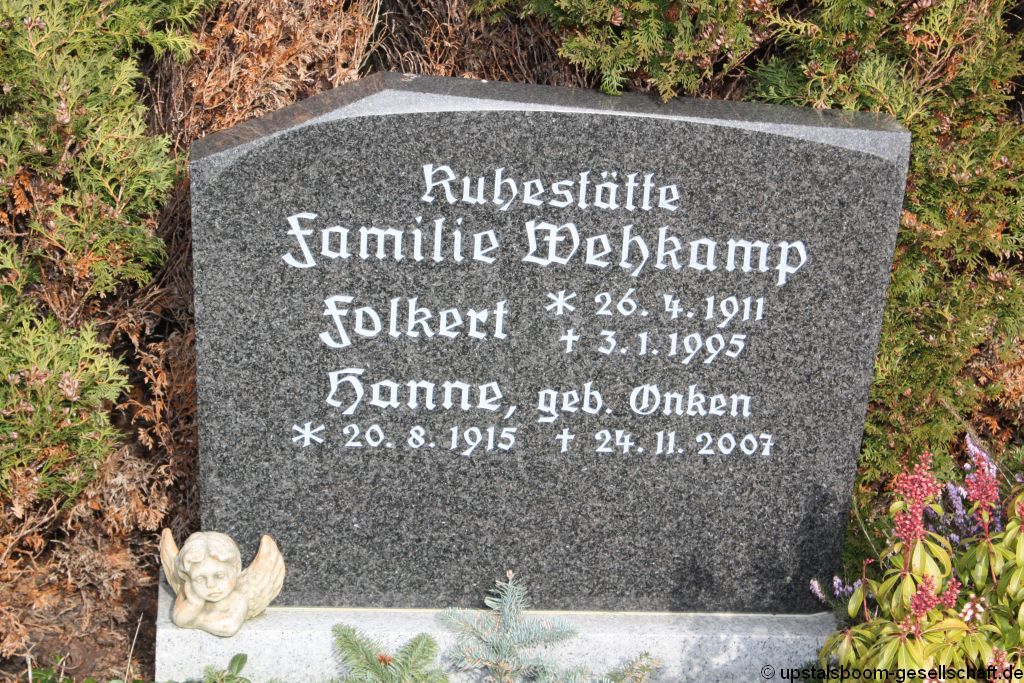 Ruhestätte
Familie Wehkamp
Folkert * 26. 4. 1911
† 3. 1. 1995
Hanne, geb. Onken
* 20. 8. 1915 † 24. 11. 2007
© upstalsboom-gesellschaft.de